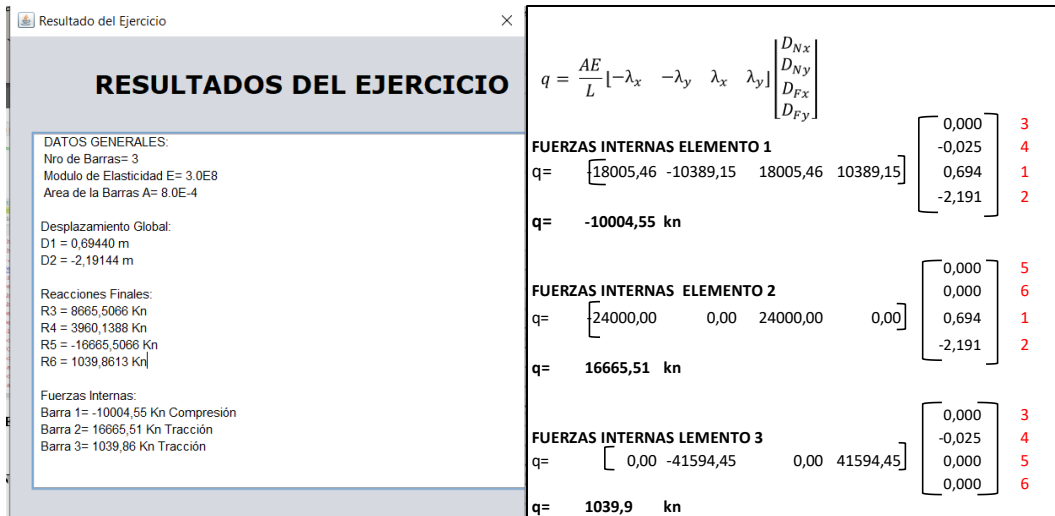 Resultado del Ejercicio
RESULTADOS DEL EJERCICIO
DATOS GENERALES:
Nro de Barras= 3
Modulo de Elasticidad E= 3.0E8
Area de la Barras A= 8.0E-4
Desplazamiento Global:
D1 = 0,69440 m
D2 = -2,19144 m
Reacciones Finales:
R3 = 8665,5066 Kn
R4 = 3960,1388 Kn
R5 = -16665,5066 Kn
R6 = 1039,8613 Kn
Fuerzas Internas:
Barra 1= -10004,55 Kn Compresión
Barra 2= 16665,51 Kn Tracción
Barra 3= 1039,86 Kn Tracción
q = AE/L [-λx -λy λx λy] [DNx DNy DFx DFy]
0,000 3
FUERZAS INTERNAS ELEMENTO 1 -0,025 4
q= -18005,46 -10389,15 18005,46 10389,15 0,694 1
-2,191 2
q= -10004,55 kn
0,000 5
FUERZAS INTERNAS ELEMENTO 2 0,000 6
q= -24000,00 0,00 24000,00 0,00 0,694 1
-2,191 2
q= 16665,51 kn
0,000 3
FUERZAS INTERNAS LEMENTO 3 -0,025 4
q= 0,00 -41594,45 0,00 41594,45 0,000 5
0,000 6
q= 1039,9 kn